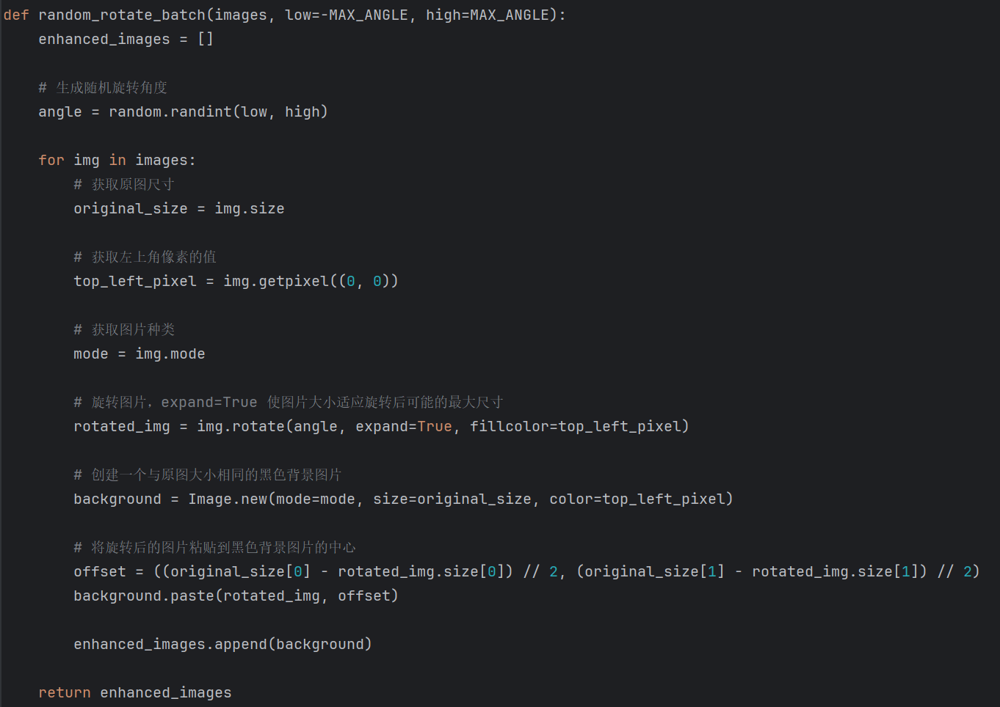 def random_rotate_batch(images, low=-MAX_ANGLE, high=MAX_ANGLE):
    enhanced_images = []
    # 生成随机旋转角度
    angle = random.randint(low, high)
    for img in images:
        # 获取原图尺寸
        original_size = img.size
        # 获取左上角像素的值
        top_left_pixel = img.getpixel((0, 0))
        # 获取图片种类
        mode = img.mode
        # 旋转图片，expand=True 使图片大小适应旋转后可能的最大尺寸
        rotated_img = img.rotate(angle, expand=True, fillcolor=top_left_pixel)
        # 创建一个与原图大小相同的黑色背景图片
        background = Image.new(mode=mode, size=original_size, color=top_left_pixel)
        # 将旋转后的图片粘贴到黑色背景图片的中心
        offset = ((original_size[0] - rotated_img.size[0]) // 2, (original_size[1] - rotated_img.size[1]) // 2)
        background.paste(rotated_img, offset)
        enhanced_images.append(background)
    return enhanced_images